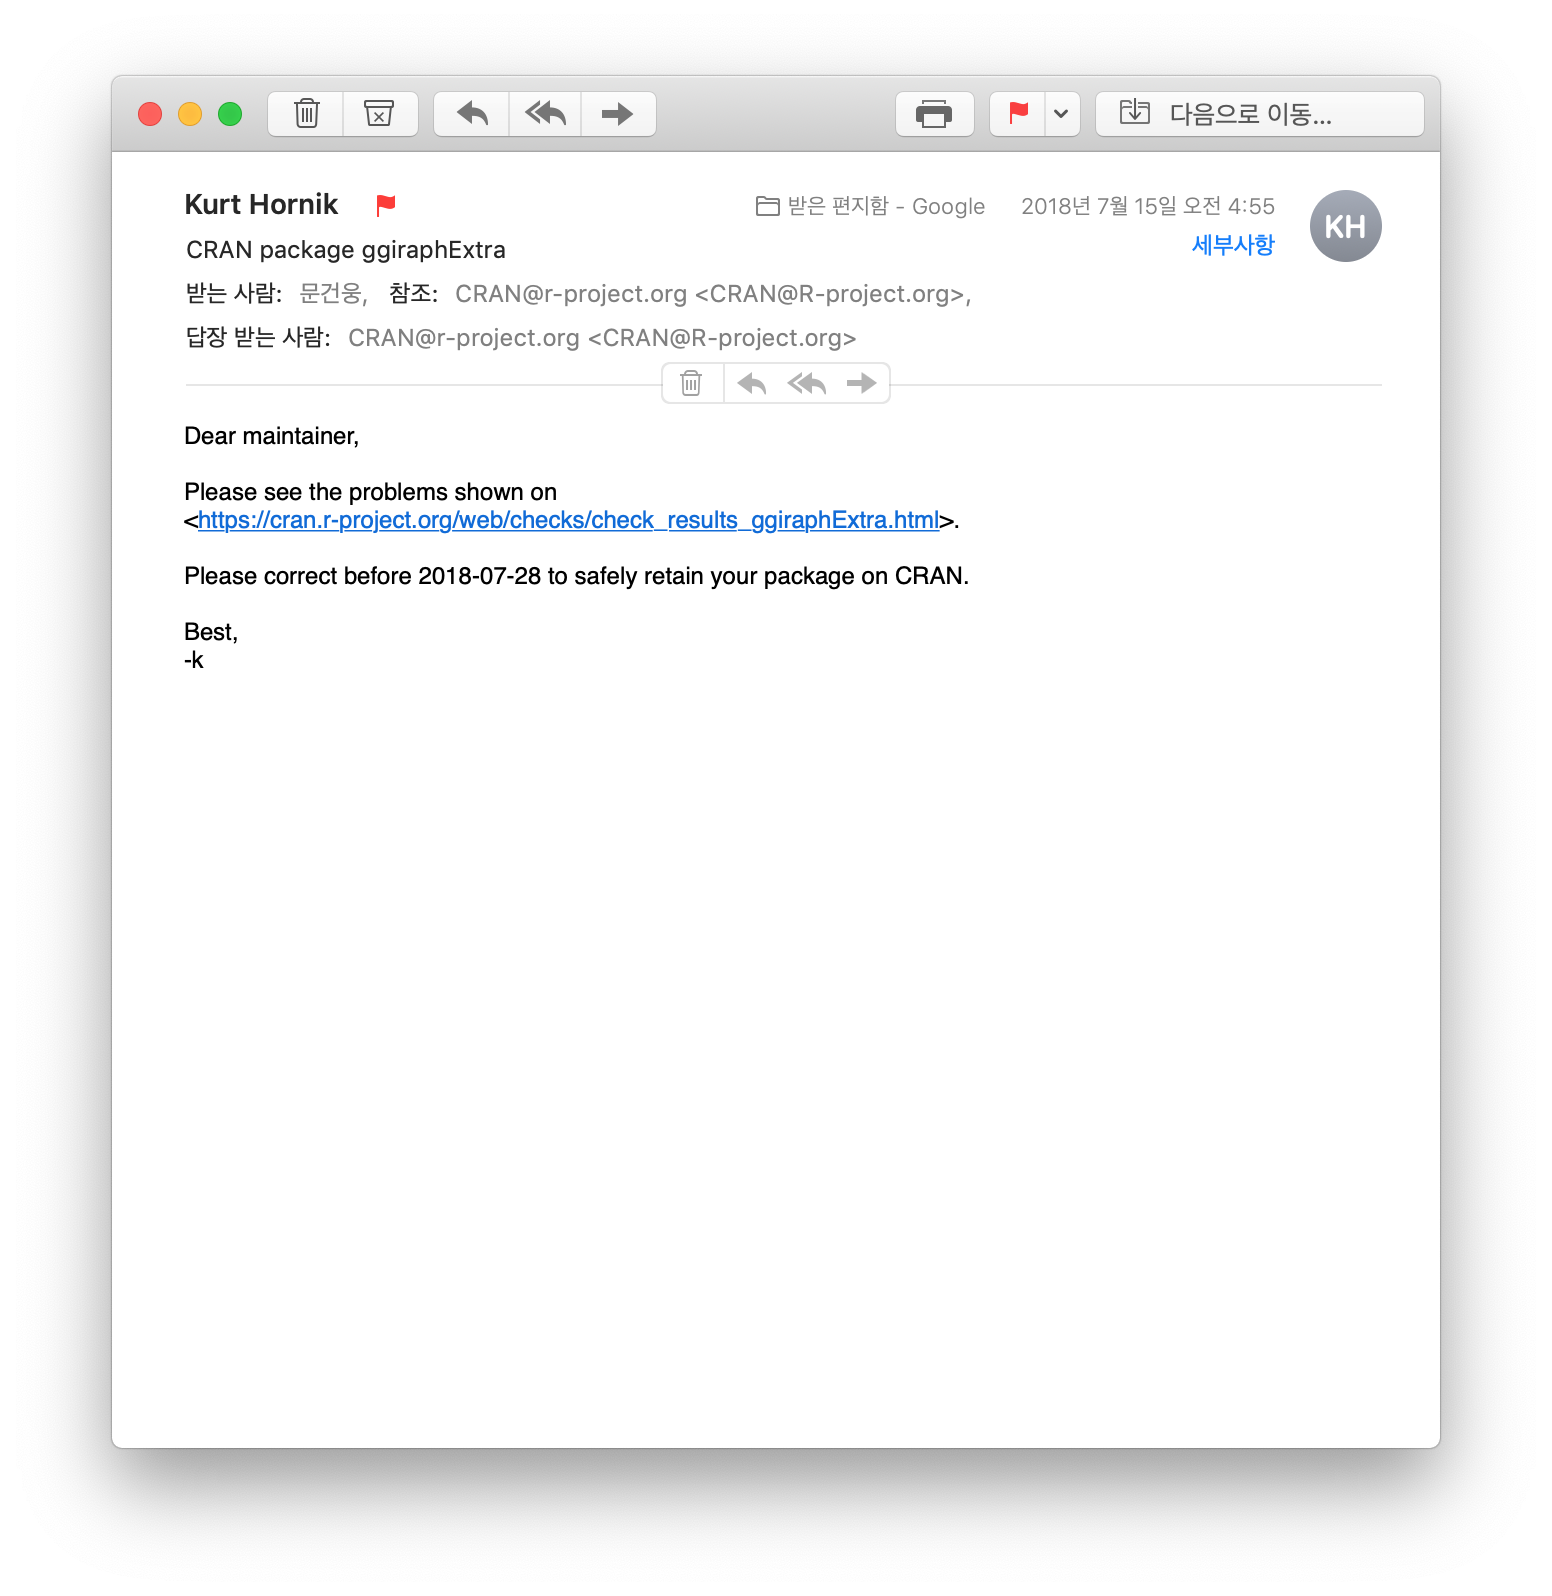 다음으로 이동...
Kurt Hornik
받은 편지함 - Google 2018년 7월 15일 오전 4:55
KH
세부사항
CRAN package ggiraphExtra
받는 사람: 문건웅, 참조: CRAN@r-project.org <CRAN@R-project.org>,
답장 받는 사람: CRAN@r-project.org <CRAN@R-project.org>
Dear maintainer,
Please see the problems shown on
<https://cran.r-project.org/web/checks/check_results_ggiraphExtra.html>.
Please correct before 2018-07-28 to safely retain your package on CRAN.
Best,
-k